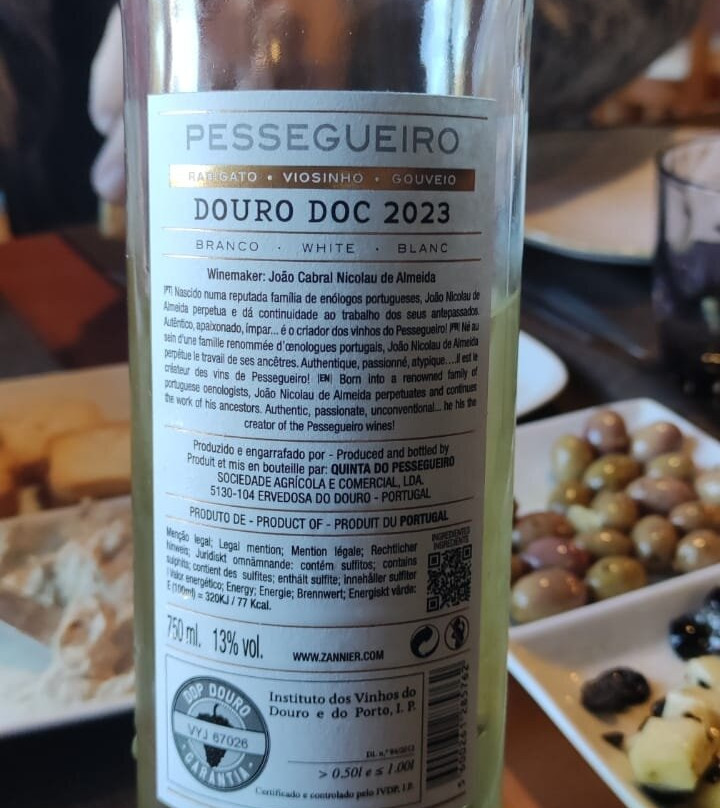 PESSEGUEIRO
RABIGATO • VIOSINHO • GOUVEIO
DOURO DOC 2023
BRANCO · WHITE · BLANC
Winemaker: João Cabral Nicolau de Almeida
|PT| Nascido numa reputada família de enólogos portugueses, João Nicolau de
Almeida perpetua e dá continuidade ao trabalho dos seus antepassados.
Autêntico, apaixonado, ímpar... é o criador dos vinhos do Pessegueiro! |FR| Né au
sein d'une famille renommée d'œnologues portugais, João Nicolau de Almeida
perpétue le travail de ses ancêtres. Authentique, passionné, atypique....il est le
créateur des vins de Pessegueiro! |EN| Born into a renowned family of
portuguese oenologists, João Nicolau de Almeida perpetuates and continues
the work of his ancestors. Authentic, passionate, unconventional... he his the
creator of the Pessegueiro wines!
Produzido e engarrafado por - Produced and bottled by
Produit et mis en bouteille par: QUINTA DO PESSEGUEIRO
SOCIEDADE AGRÍCOLA E COMERCIAL, LDA.
5130-104 ERVEDOSA DO DOURO - PORTUGAL
PRODUTO DE - PRODUCT OF - PRODUIT DU PORTUGAL
Menção legal; Legal mention; Mention légale; Rechtlicher
hinweis; Juridiskt omnämnande: contém sulfitos; contains
sulphits; contient des sulfites; enthält sulfite; innehåller sulfiter
Valor energético; Energy; Energie; Brennwert; Energiskt värde:
E (100ml) = 320KJ / 77 Kcal.
INGREDIENTES
INGREDIENTS
750 ml. 13% vol.
WWW.ZANNIER.COM
DOP DOURO
VYJ 67026
• GARANTIA •
Instituto dos Vinhos do
Douro e do Porto, I. P.
> 0.50l e ≤ 1.00l
Certificado e controlado pelo IVDP, I.P.